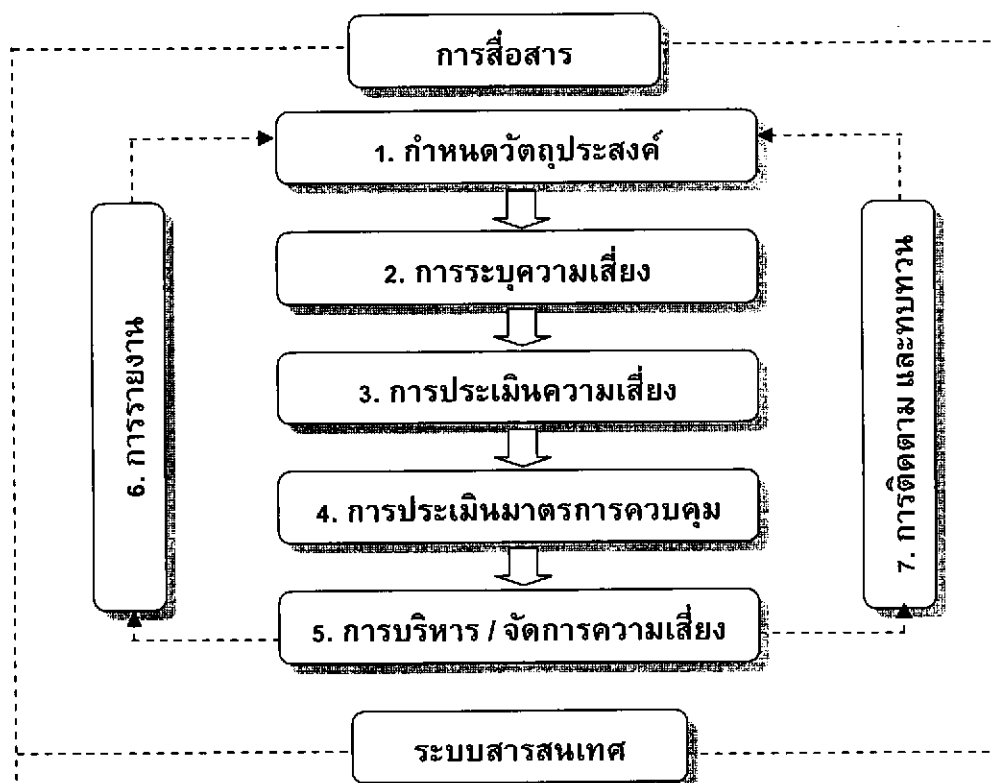 การสื่อสาร
1. กำหนดวัตถุประสงค์
2. การระบุความเสี่ยง
3. การประเมินความเสี่ยง
4. การประเมินมาตรการควบคุม
5. การบริหาร / จัดการความเสี่ยง
6. การรายงาน
7. การติดตาม และทบทวน
ระบบสารสนเทศ